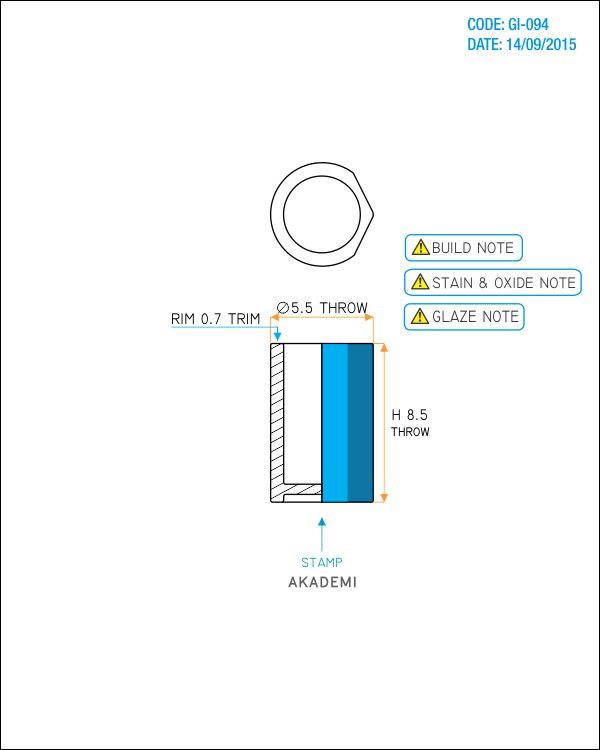 CODE: GI-094
DATE: 14/09/2015
BUILD NOTE
STAIN & OXIDE NOTE
GLAZE NOTE
∅5.5 THROW
RIM 0.7 TRIM
H 8.5
THROW
STAMP
AKADEMI